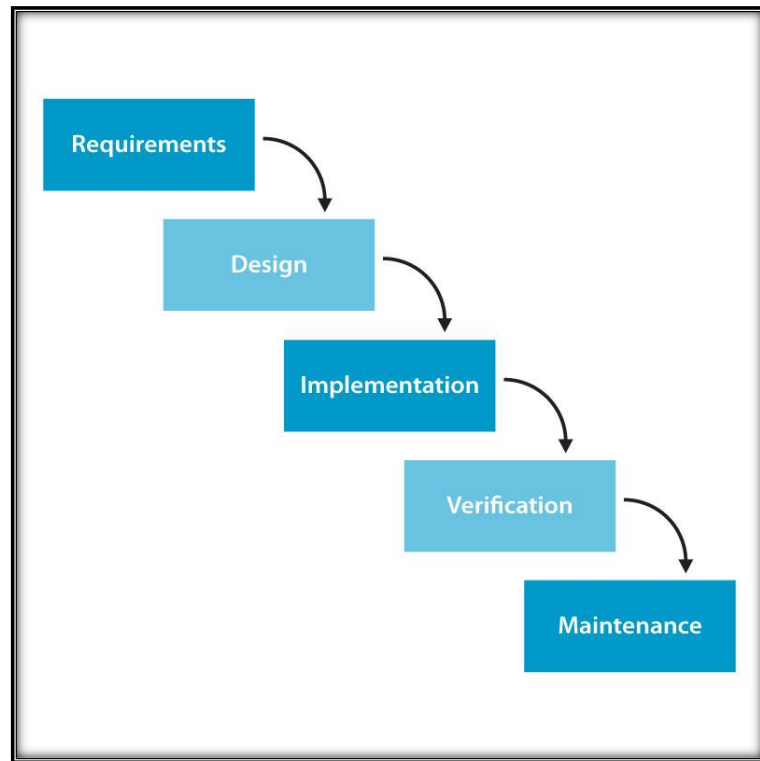 Requirements
Design
Implementation
Verification
Maintenance